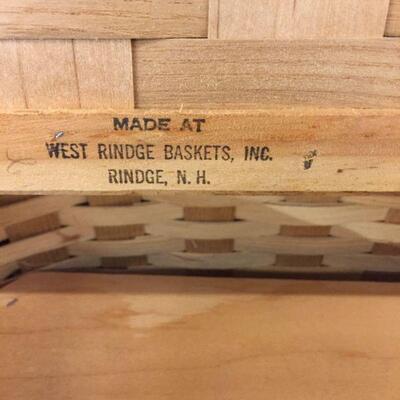 MADE AT
WEST RINDGE BASKETS, INC.
RINDGE, N. H.